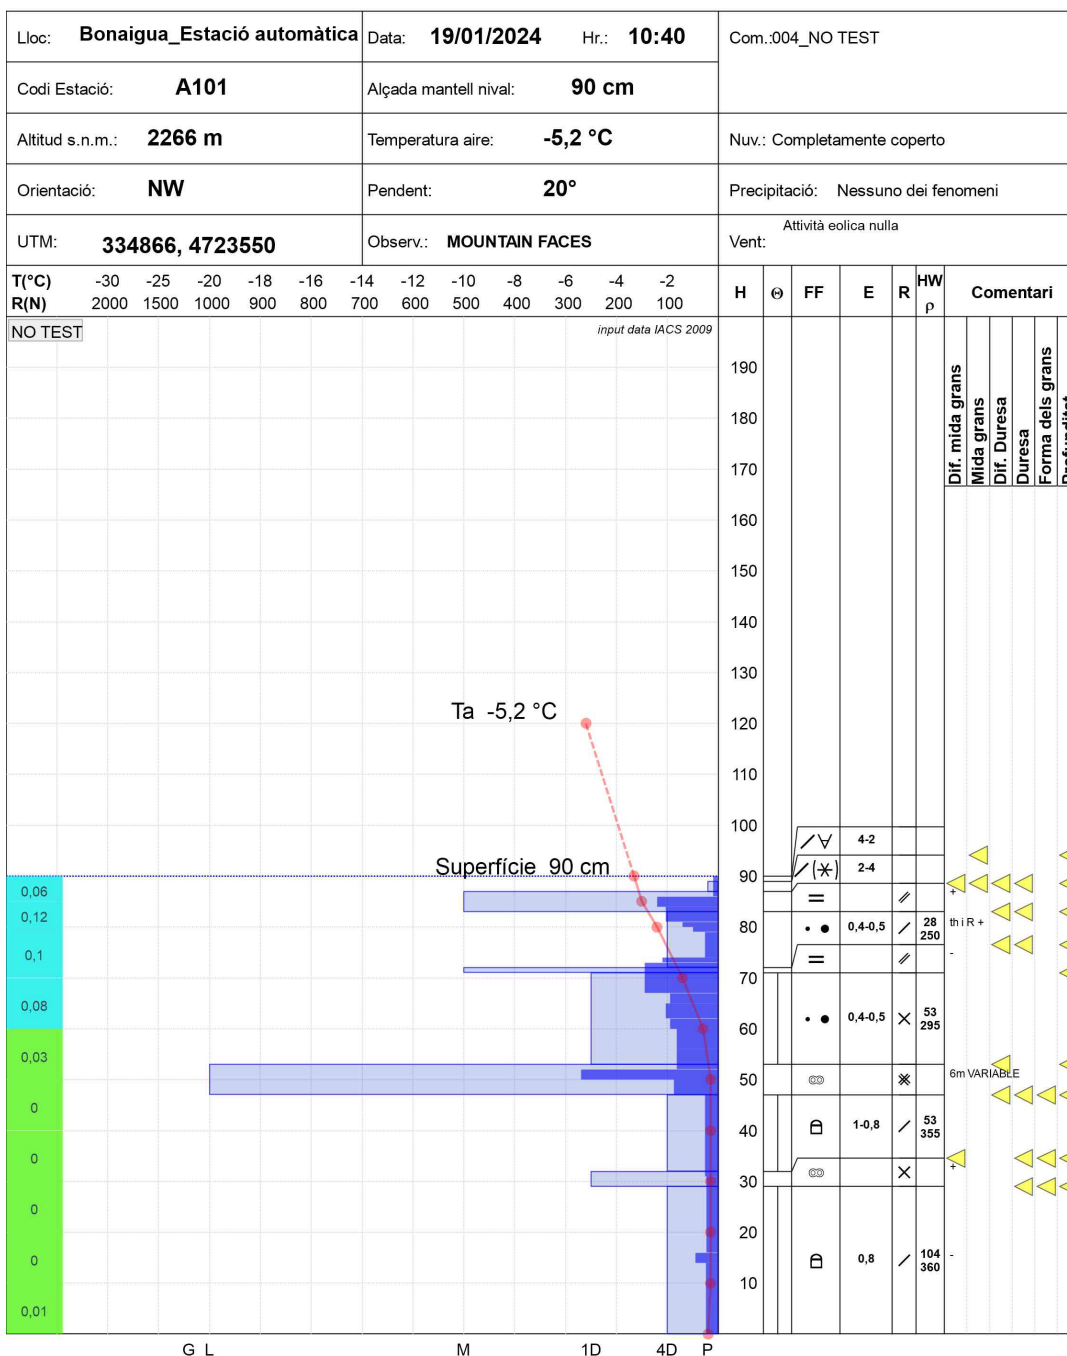 Lloc: Bonaigua_Estació automàtica Data: 19/01/2024 Hr.: 10:40 Com.:004_NO TEST
Codi Estació: A101 Alçada mantell nival: 90 cm
Altitud s.n.m.: 2266 m Temperatura aire: -5,2 °C Nuv.: Completamente coperto
Orientació: NW Pendent: 20° Precipitació: Nessuno dei fenomeni
UTM: 334866, 4723550 Observ.: MOUNTAIN FACES Vent: Attività eolica nulla
T(°C) -30 -25 -20 -18 -16 -14 -12 -10 -8 -6 -4 -2
R(N) 2000 1500 1000 900 800 700 600 500 400 300 200 100
H Θ FF E R HW ρ Comentari
NO TEST input data IACS 2009
Dif. mida grans
Mida grans
Dif. Duresa
Duresa
Forma dels grans
190
180
170
160
150
140
130
Ta -5,2 °C
120
110
100
4-2
Superfície 90 cm 90 2-4
0,06 +
0,12 80 0,4-0,5 28 250 th i R +
0,1 -
70
0,08 60 0,4-0,5 53 295
0,03 50 6m VARIABLE
0 40 1-0,8 53 355
0 30 +
0 20
0 10 0,8 104 360 -
0,01
G L M 1D 4D P